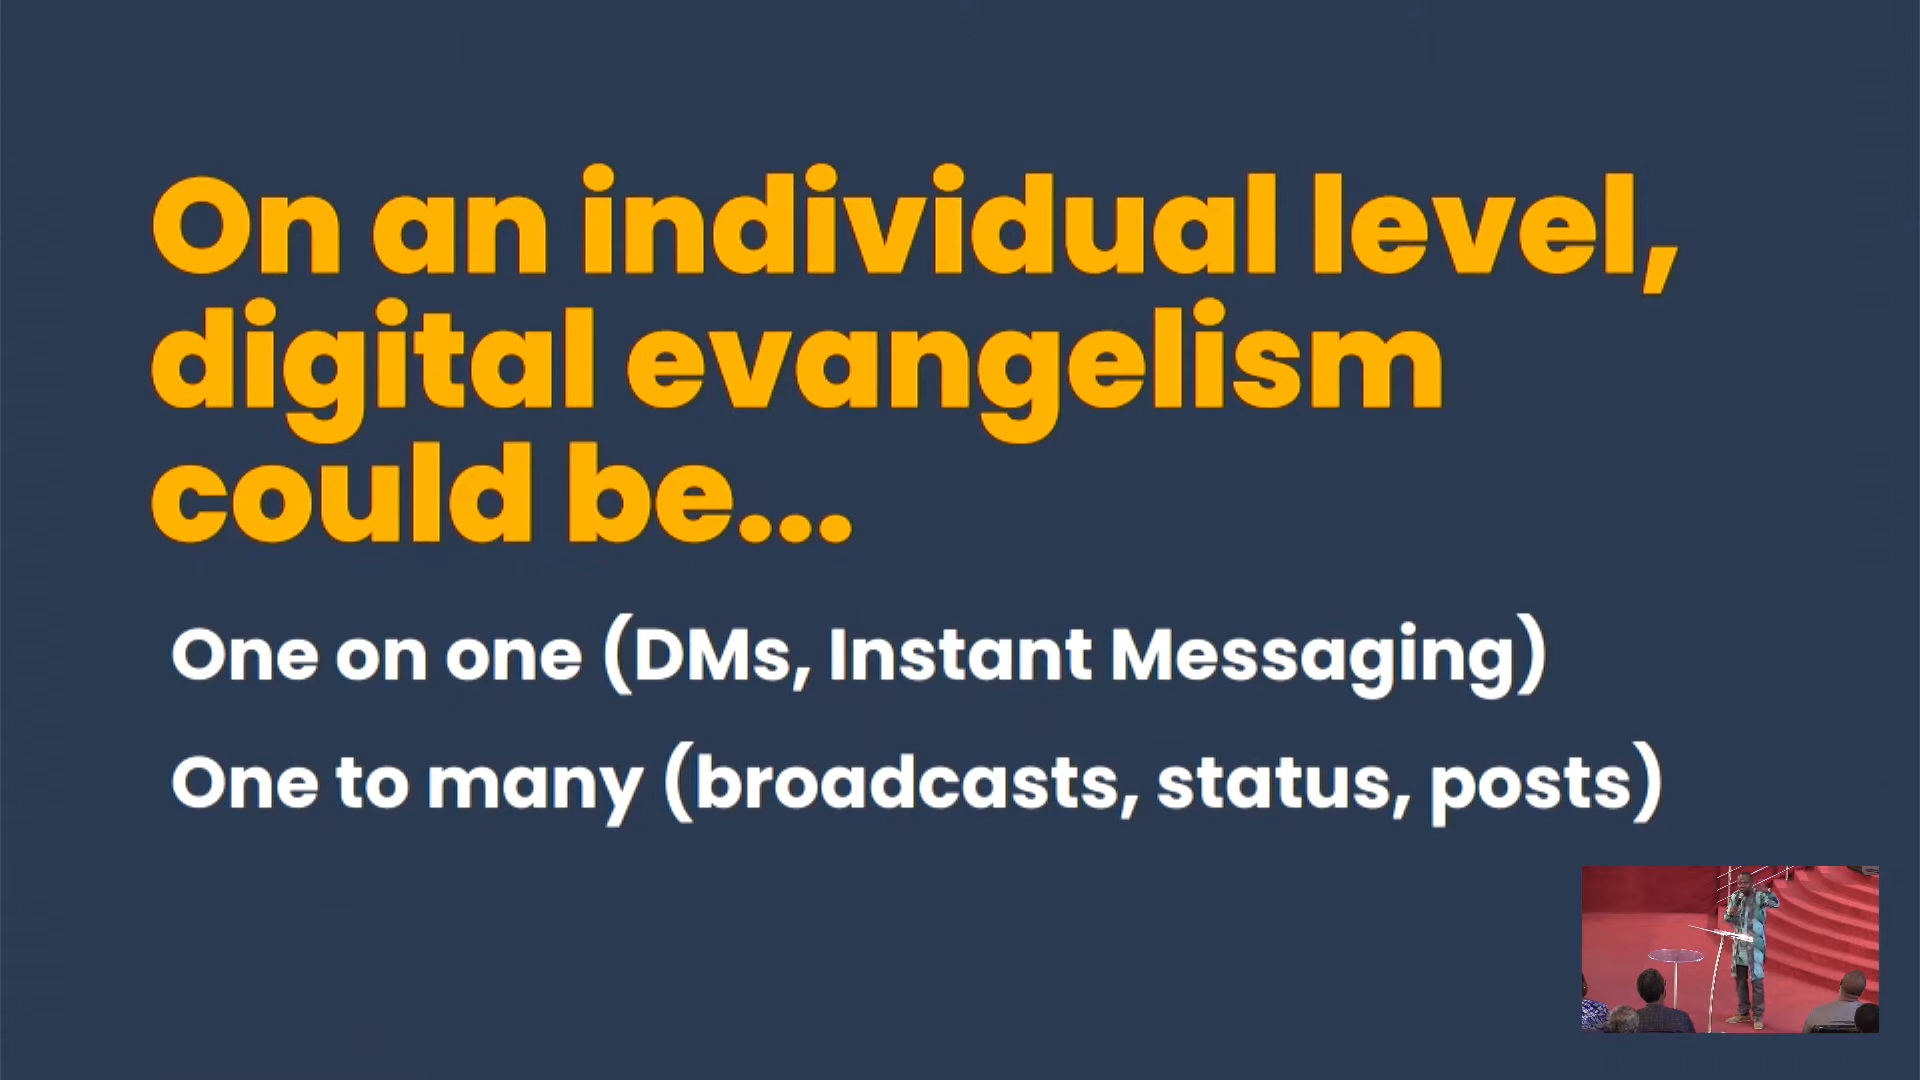 On an individual level,
digital evangelism
could be...
One on one (DMs, Instant Messaging)
One to many (broadcasts, status, posts)